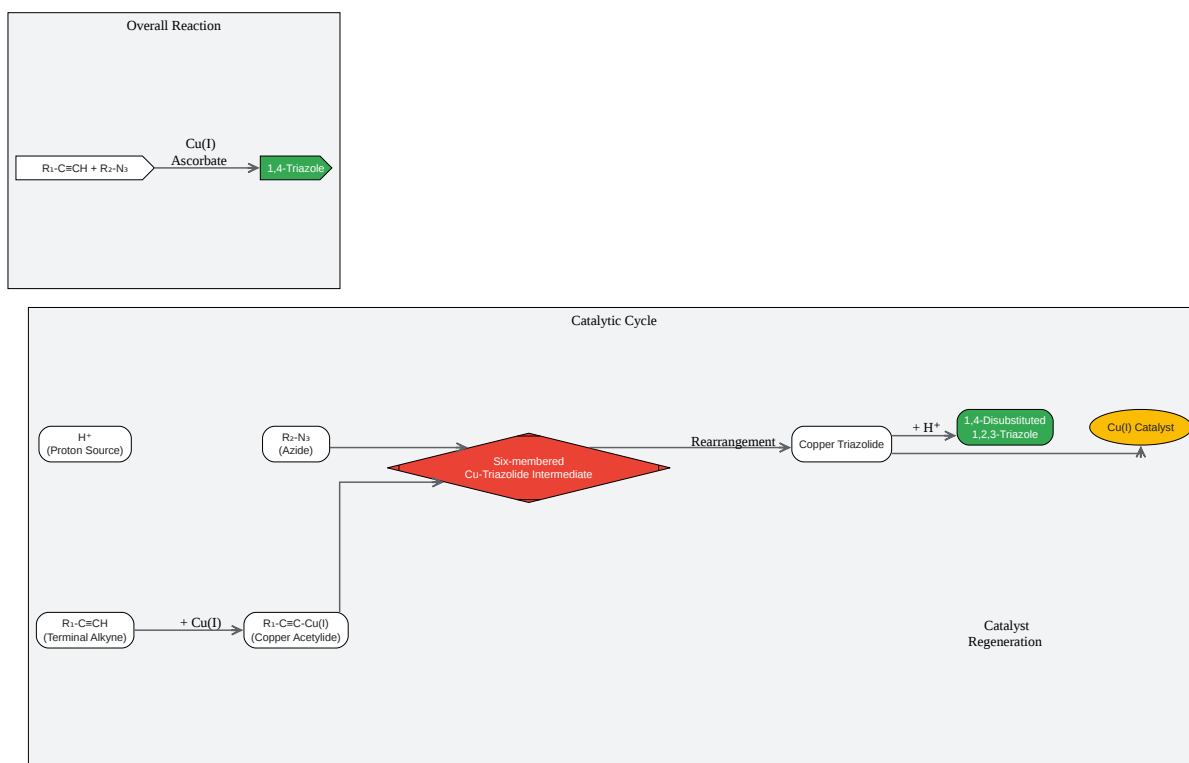 Overall Reaction
Cu(I)
Ascorbate
R₁-C≡CH + R₂-N₃
1,4-Triazole
Catalytic Cycle
H⁺
(Proton Source)
R₂-N₃
(Azide)
Six-membered
Cu-Triazolide Intermediate
Rearrangement
Copper Triazolide
+ H⁺
1,4-Disubstituted
1,2,3-Triazole
Cu(I) Catalyst
R₁-C≡CH
(Terminal Alkyne)
+ Cu(I)
R₁-C≡C-Cu(I)
(Copper Acetylide)
Catalyst
Regeneration